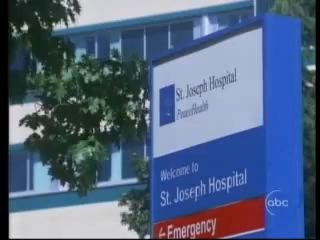 St. Joseph Hospital
PeaceHealth
Welcome to
St. Joseph Hospital
← Emergency
abc